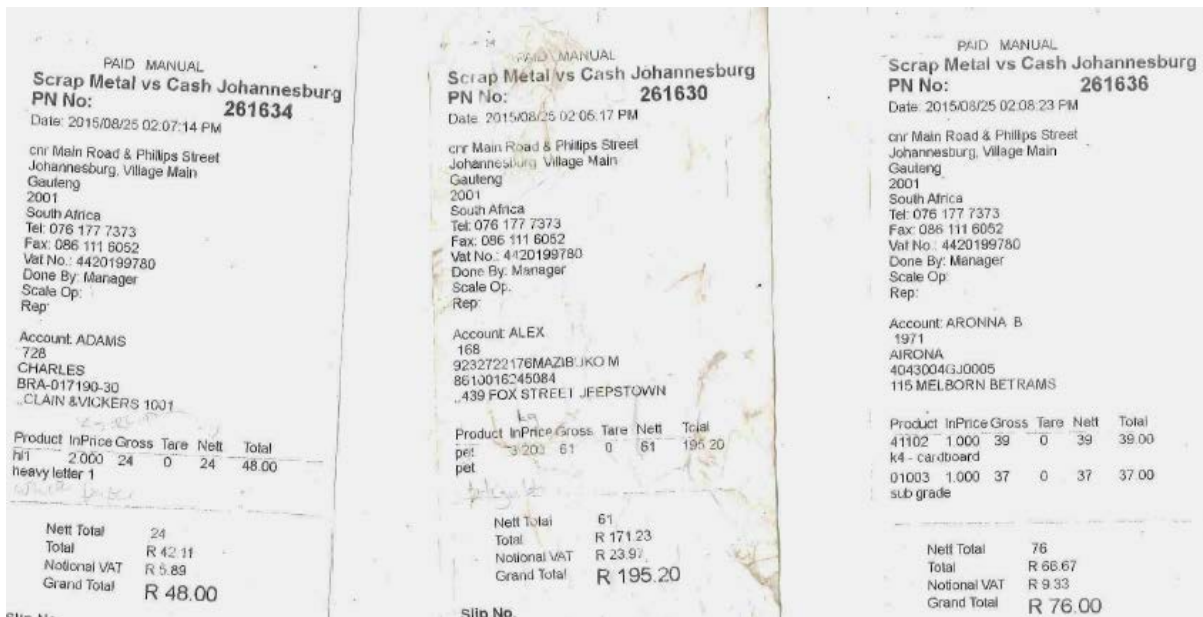 PAID MANUAL
Scrap Metal vs Cash Johannesburg
PN No: 261634
Date: 2015/08/25 02:07:14 PM
cnr Main Road & Phillips Street
Johannesburg, Village Main
Gauteng
2001
South Africa
Tel: 076 177 7373
Fax: 086 111 6052
Vat No.: 4420199780
Done By: Manager
Scale Op:
Rep:
Account: ADAMS
728
CHARLES
BRA-017190-30
,,CLAIN &VICKERS 1001
Product InPrice Gross Tare Nett Total
hl1 2.000 24 0 24 48.00
heavy letter 1
Nett Total 24
Total R 42.11
Notional VAT R 5.89
Grand Total R 48.00
PAID MANUAL
Scrap Metal vs Cash Johannesburg
PN No: 261630
Date: 2015/08/25 02:05:17 PM
cnr Main Road & Phillips Street
Johannesburg, Village Main
Gauteng
2001
South Africa
Tel: 076 177 7373
Fax: 086 111 6052
Vat No.: 4420199780
Done By: Manager
Scale Op:
Rep:
Account: ALEX
168
9232722176MAZIBUKO M
8610016245084
,,439 FOX STREET JEEPSTOWN
kg
Product InPrice Gross Tare Nett Total
pet 3.200 61 0 61 195.20
pet
Nett Total 61
Total R 171.23
Notional VAT R 23.97
Grand Total R 195.20
Slip No.
PAID MANUAL
Scrap Metal vs Cash Johannesburg
PN No: 261636
Date: 2015/08/25 02:08:23 PM
cnr Main Road & Phillips Street
Johannesburg, Village Main
Gauteng
2001
South Africa
Tel: 076 177 7373
Fax: 086 111 6052
Vat No.: 4420199780
Done By: Manager
Scale Op:
Rep:
Account: ARONNA B
1971
AIRONA
4043004GJ0005
115 MELBORN BETRAMS
Product InPrice Gross Tare Nett Total
41102 1.000 39 0 39 39.00
k4 - cardboard
01003 1.000 37 0 37 37.00
sub grade
Nett Total 76
Total R 66.67
Notional VAT R 9.33
Grand Total R 76.00